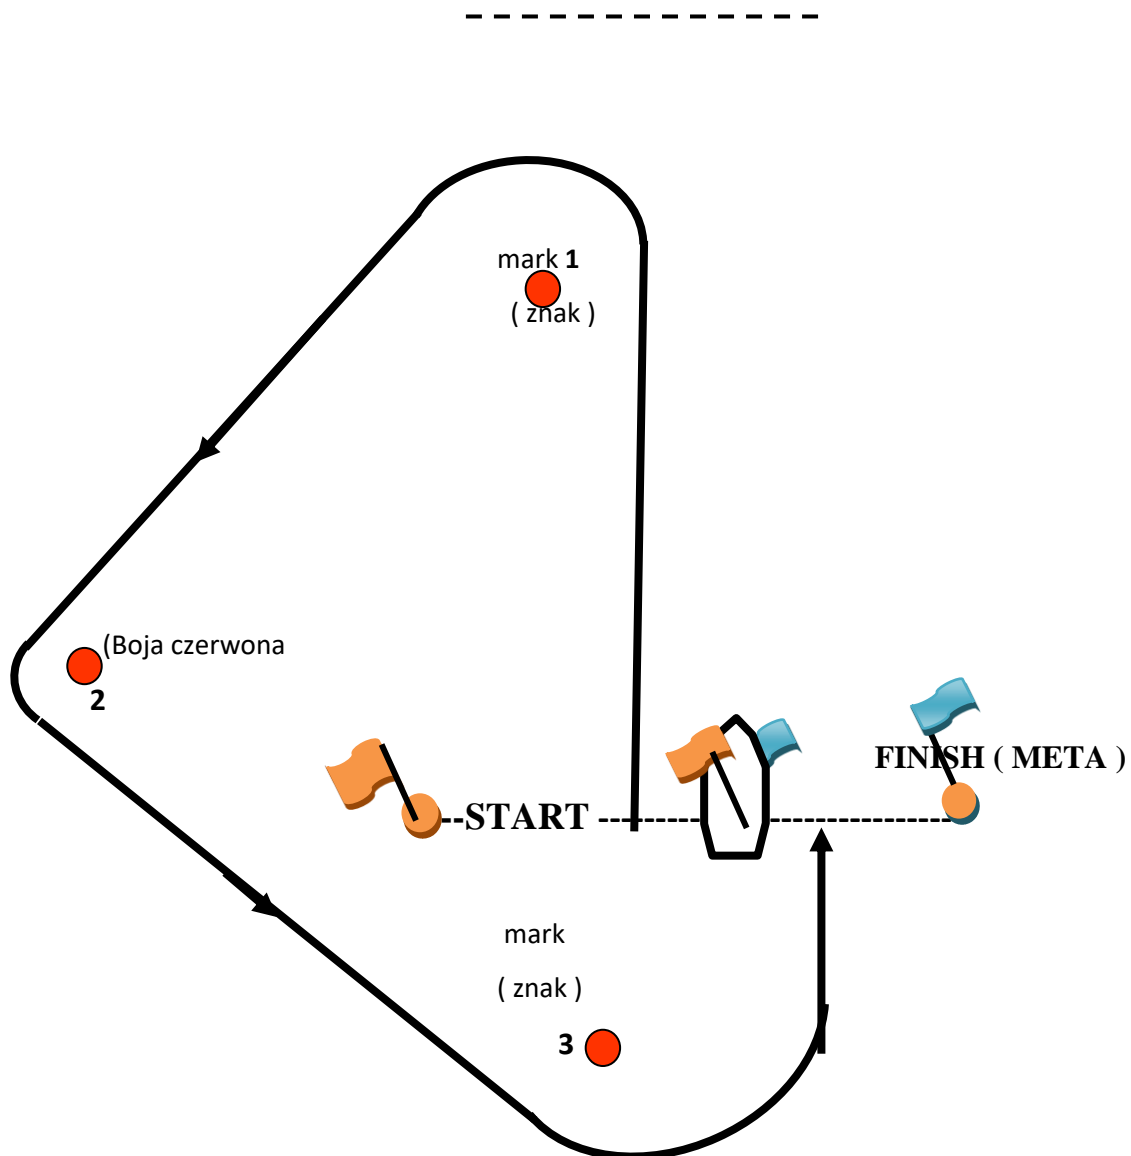 mark 1
( znak )
(Boja czerwona
2
FINISH ( META )
--START ---------
mark
( znak )
3